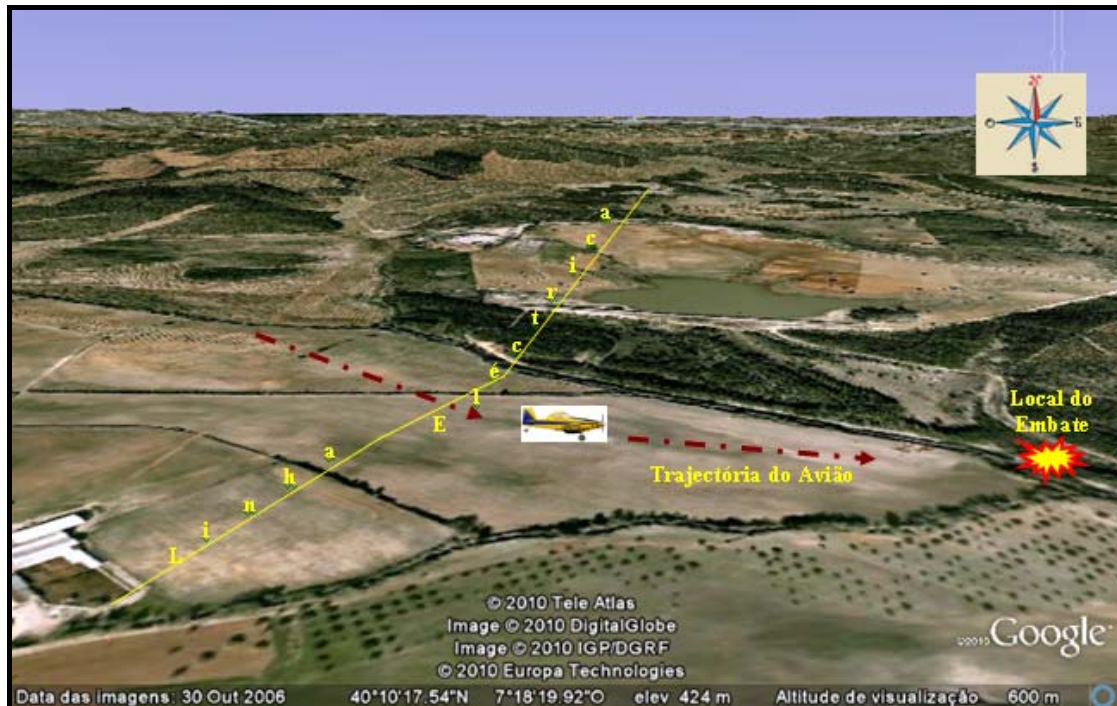 N
O E
S
Linha Eléctrica
Local do
Embate
Trajectória do Avião
© 2010 Tele Atlas
Image © 2010 DigitalGlobe
Image © 2010 IGP/DGRF
© 2010 Europa Technologies
©2010 Google
Data das imagens: 30 Out 2006 40°10'17.54"N 7°18'19.92"O elev 424 m Altitude de visualização 600 m